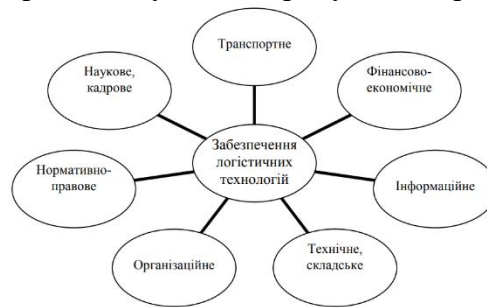 Транспортне
Наукове,
кадрове
Фінансово-
економічне
Забезпечення
логістичних
технологій
Нормативно-
правове
Інформаційне
Організаційне
Технічне,
складське